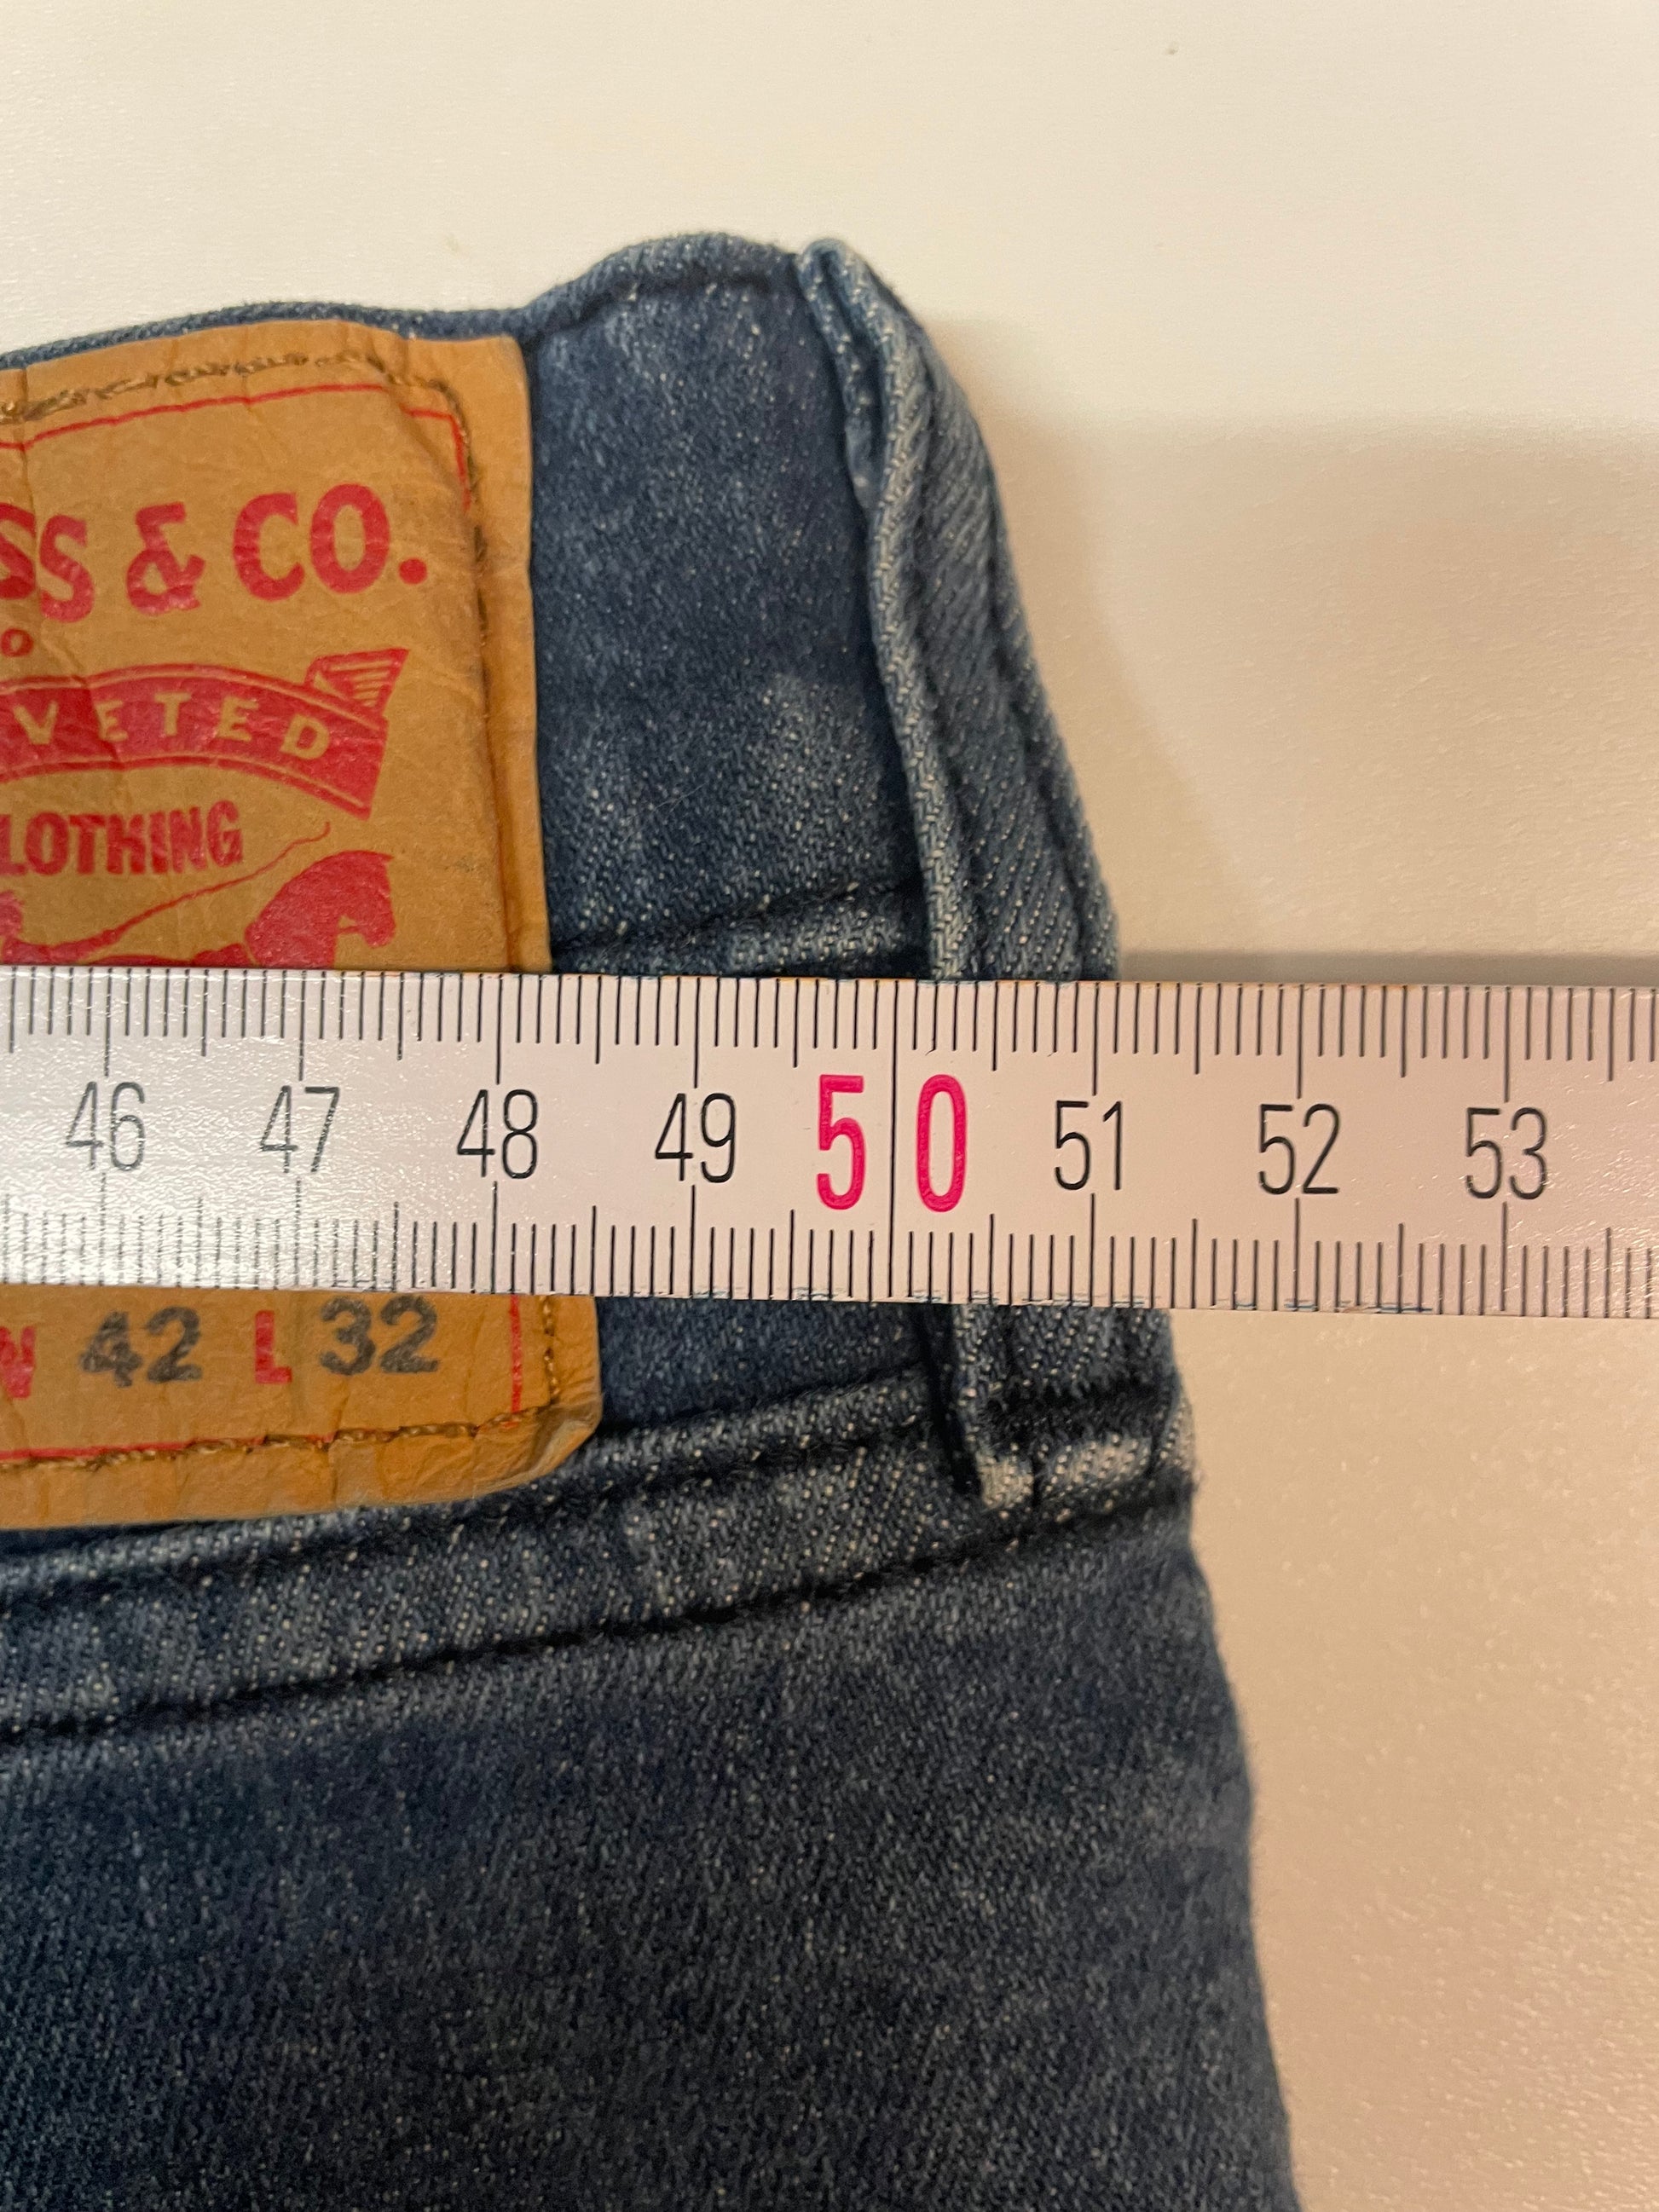 SS & CO.
VETED
LOTHING
46 47 48 49 50 51 52 53
W 42 L 32